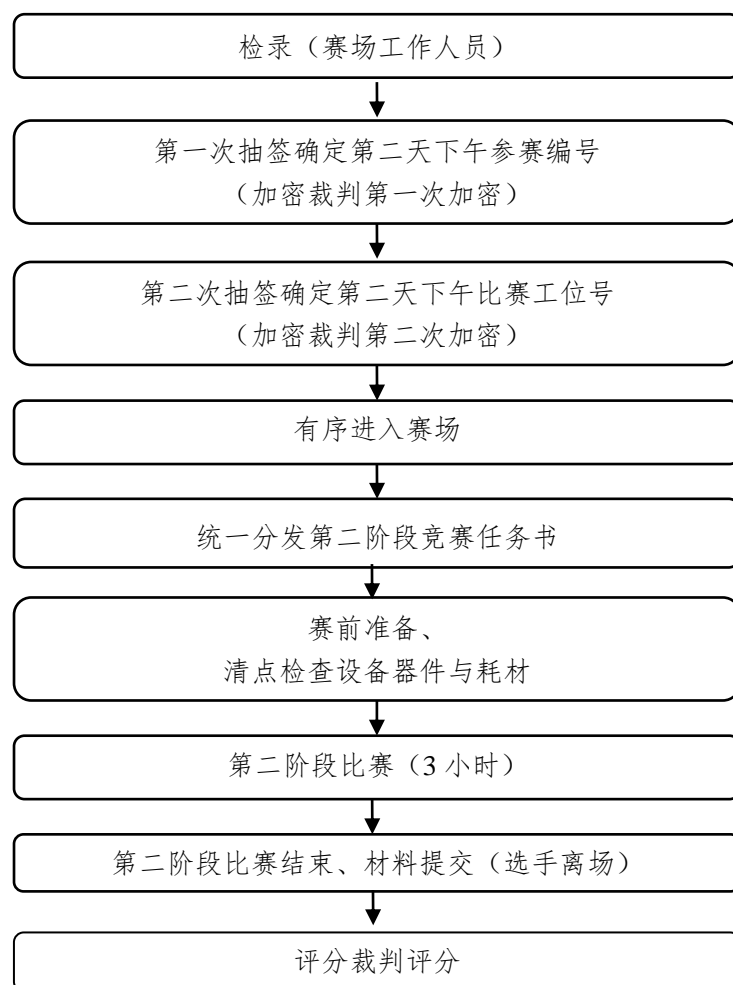 检录（赛场工作人员）
第一次抽签确定第二天下午参赛编号
（加密裁判第一次加密）
第二次抽签确定第二天下午比赛工位号
（加密裁判第二次加密）
有序进入赛场
统一分发第二阶段竞赛任务书
赛前准备、
清点检查设备器件与耗材
第二阶段比赛（3 小时）
第二阶段比赛结束、材料提交（选手离场）
评分裁判评分